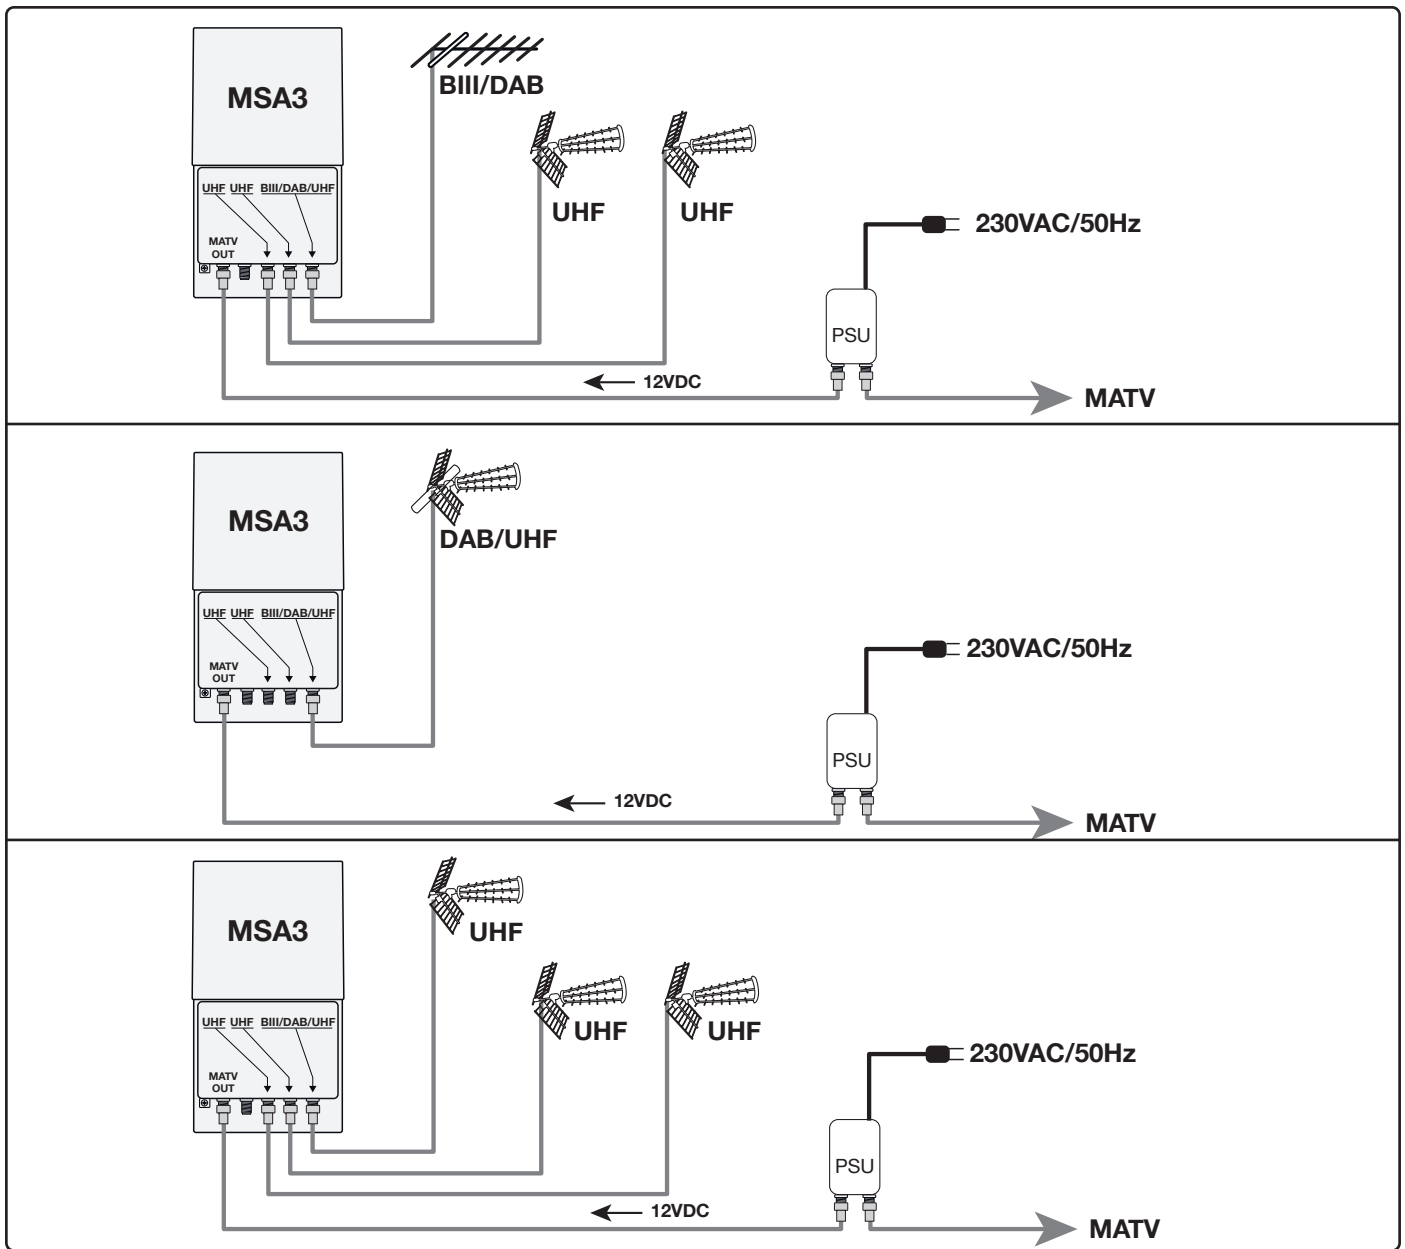 MSA3
BIII/DAB
UHF UHF BIII/DAB/UHF
UHF
UHF
MATV
OUT
230VAC/50Hz
PSU
12VDC
MATV
MSA3
DAB/UHF
UHF UHF BIII/DAB/UHF
MATV
OUT
230VAC/50Hz
PSU
12VDC
MATV
MSA3
UHF
UHF UHF BIII/DAB/UHF
UHF
UHF
MATV
OUT
230VAC/50Hz
PSU
12VDC
MATV